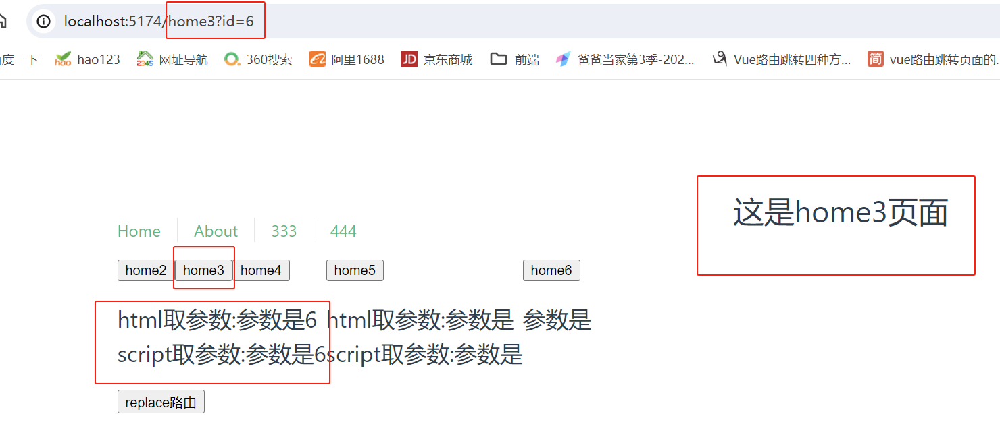 localhost:5174/home3?id=6
百度一下 hao123 网址导航 360搜索 阿里1688 JD 京东商城 前端 爸爸当家第3季-202... Vue路由跳转四种方... 简 vue路由跳转页面的.
这是home3页面
Home About 333 444
home2 home3 home4 home5 home6
html取参数:参数是6 html取参数:参数是 参数是
script取参数:参数是6script取参数:参数是
replace路由